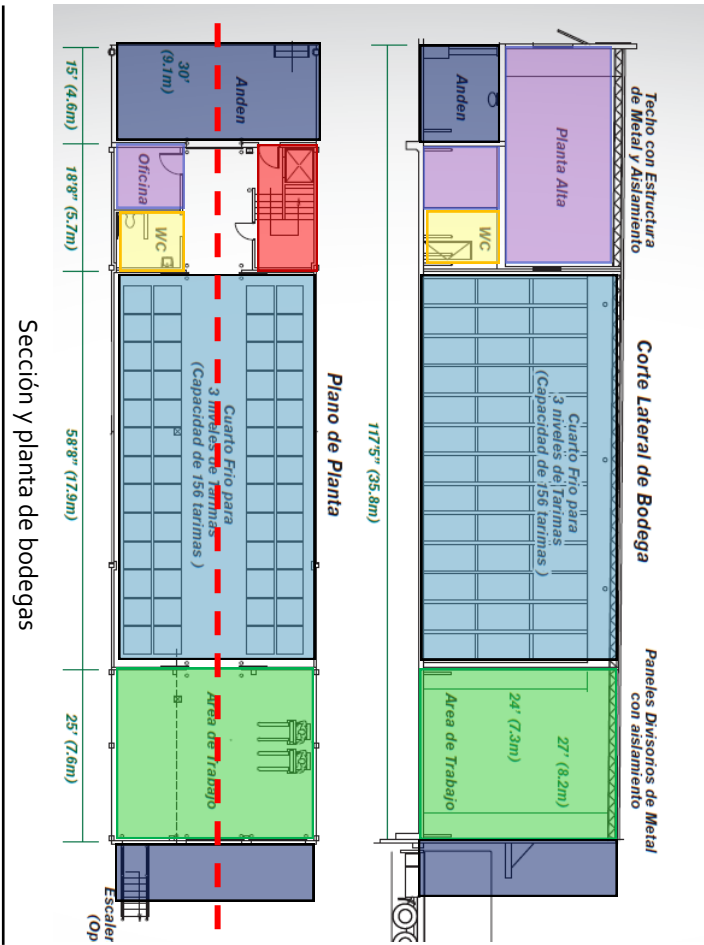 Sección y planta de bodegas
Corte Lateral de Bodega
Techo con Estructura
de Metal y Aislamiento
Paneles Divisorios de Metal
con aislamiento
Planta Alta
Anden
WC
Cuarto Frio para
3 niveles de Tarimas
(Capacidad de 156 tarimas )
27' (8.2m)
24' (7.3m)
Area de Trabajo
117'5" (35.8m)
Plano de Planta
Anden
30'
(9.1m)
Oficina
WC
Cuarto Frio para
3 niveles de Tarimas
(Capacidad de 156 tarimas )
Area de Trabajo
Escaler
(Op
15' (4.6m)
18'8" (5.7m)
58'8" (17.9m)
25' (7.6m)